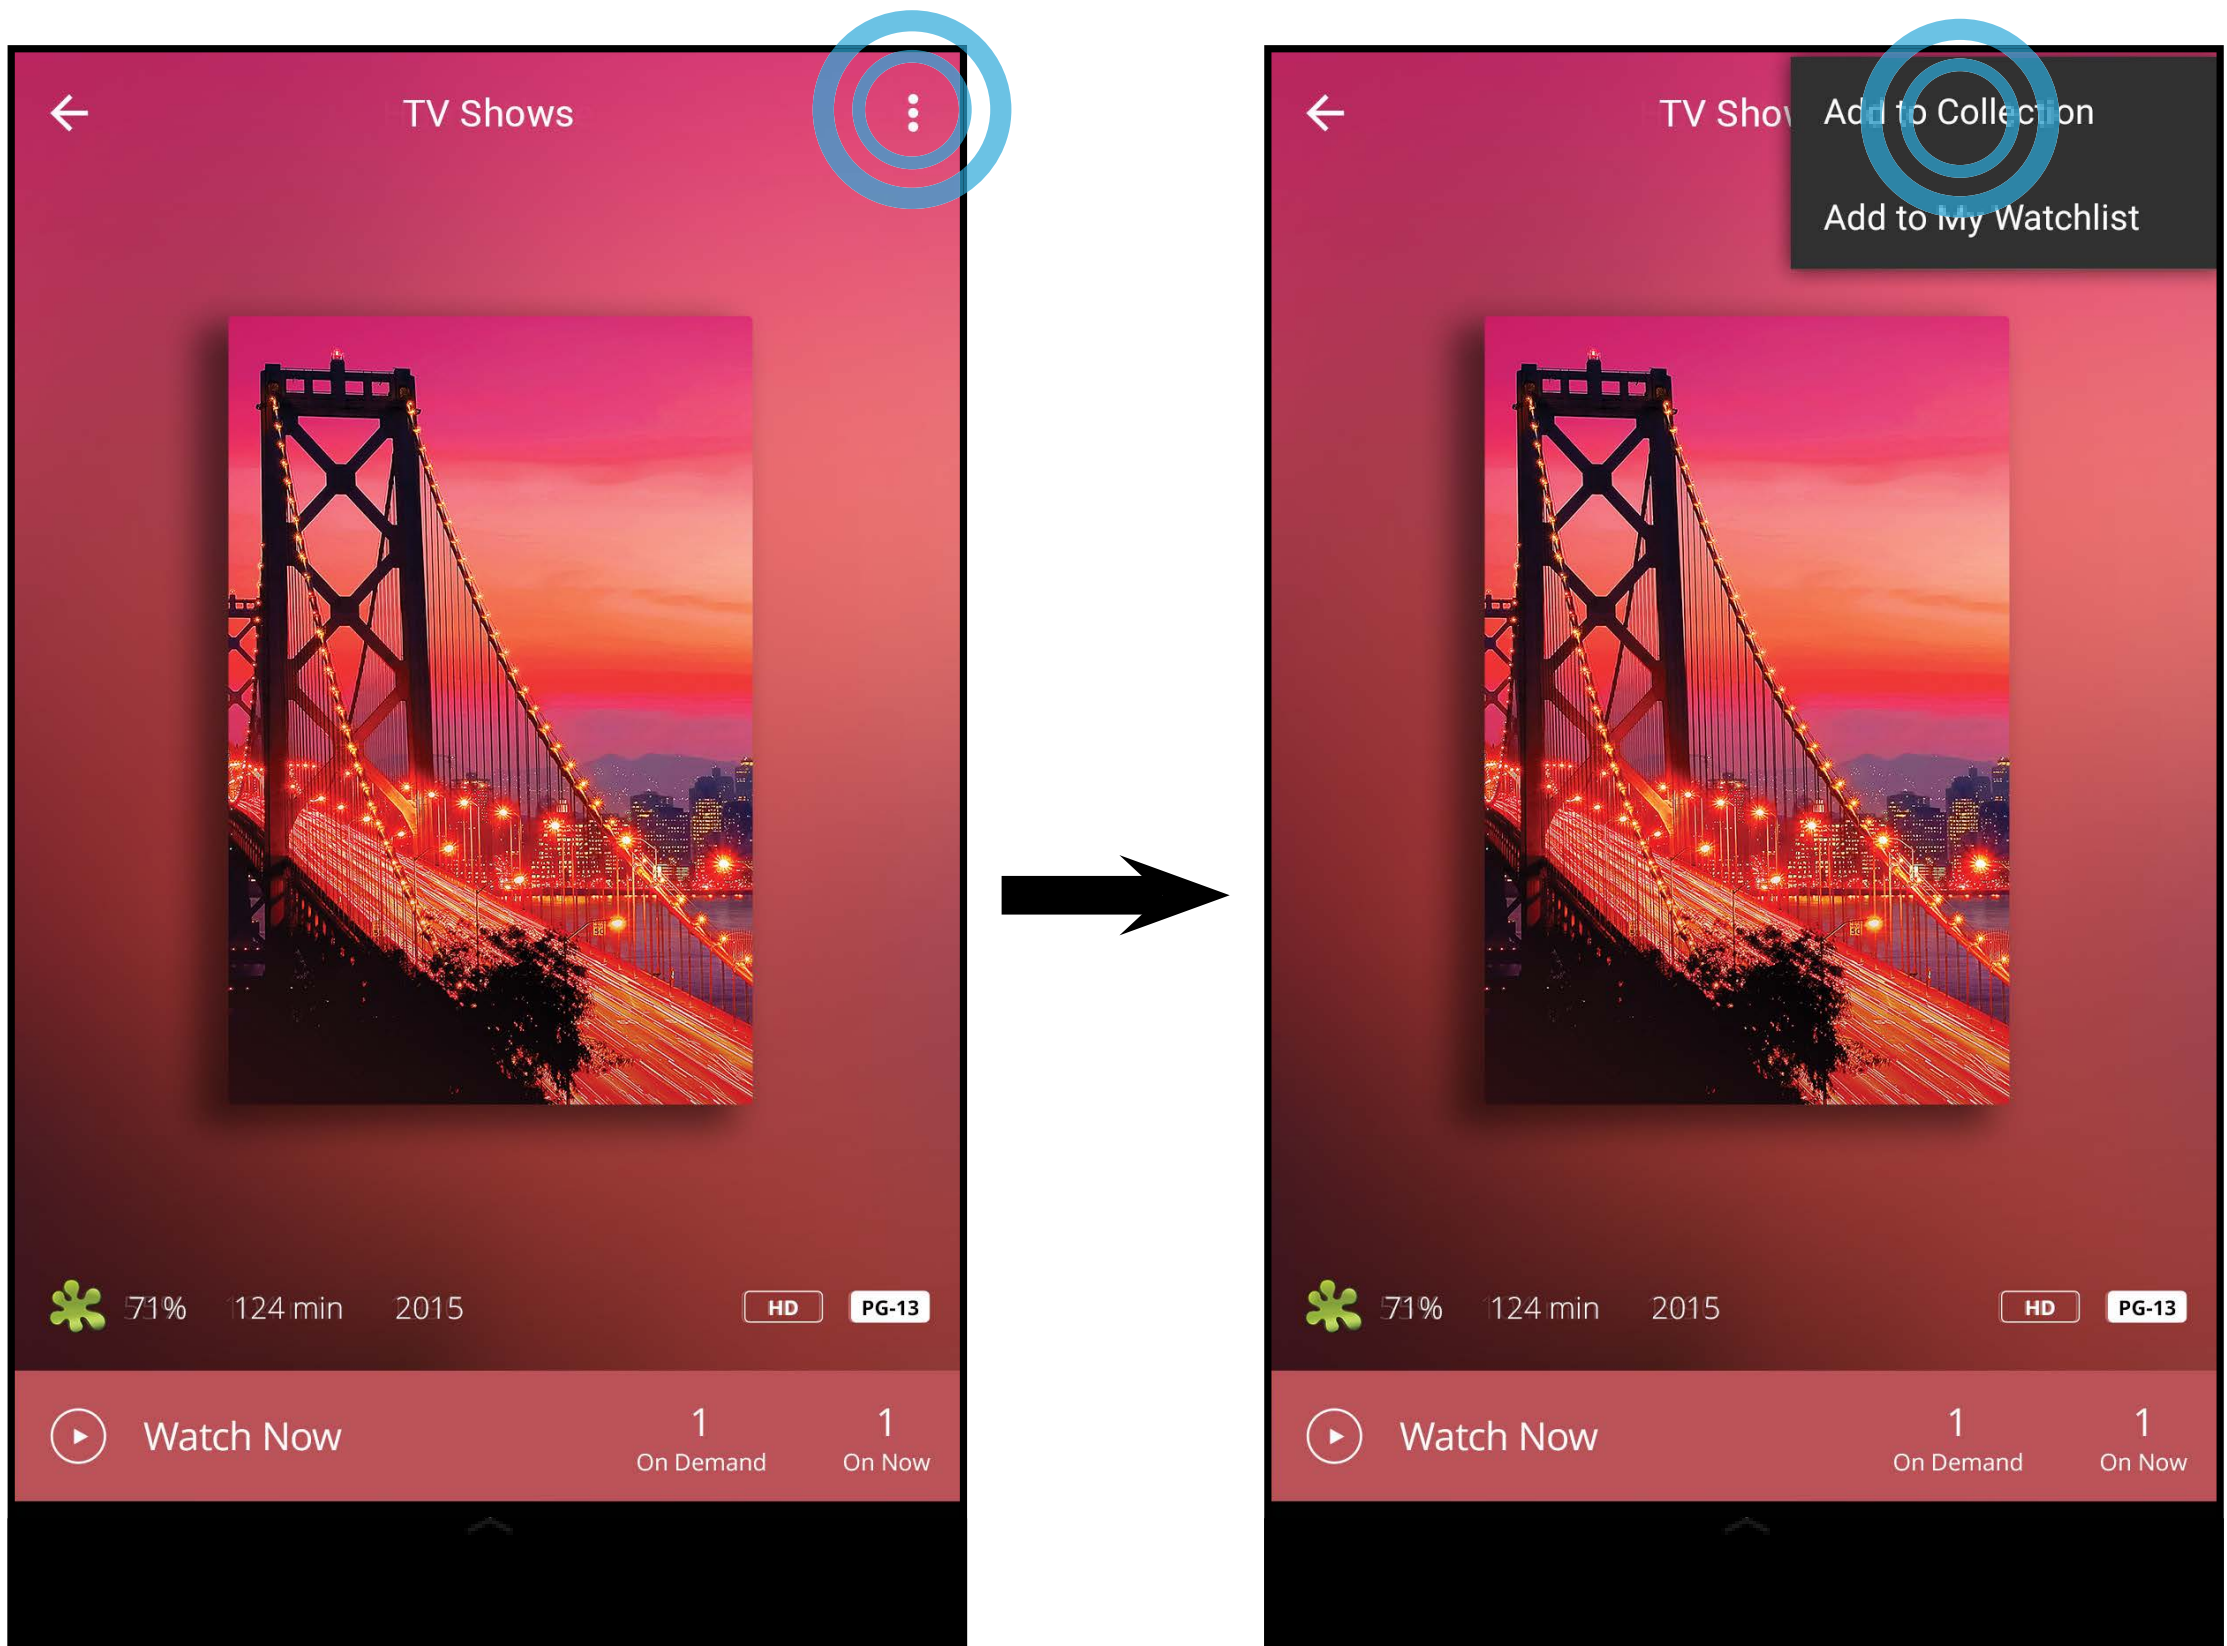 TV Shows
71% 124 min 2015 HD PG-13
Watch Now
1 On Demand
1 On Now
TV Sho
Add to Collection
Add to My Watchlist
71% 124 min 2015 HD PG-13
Watch Now
1 On Demand
1 On Now